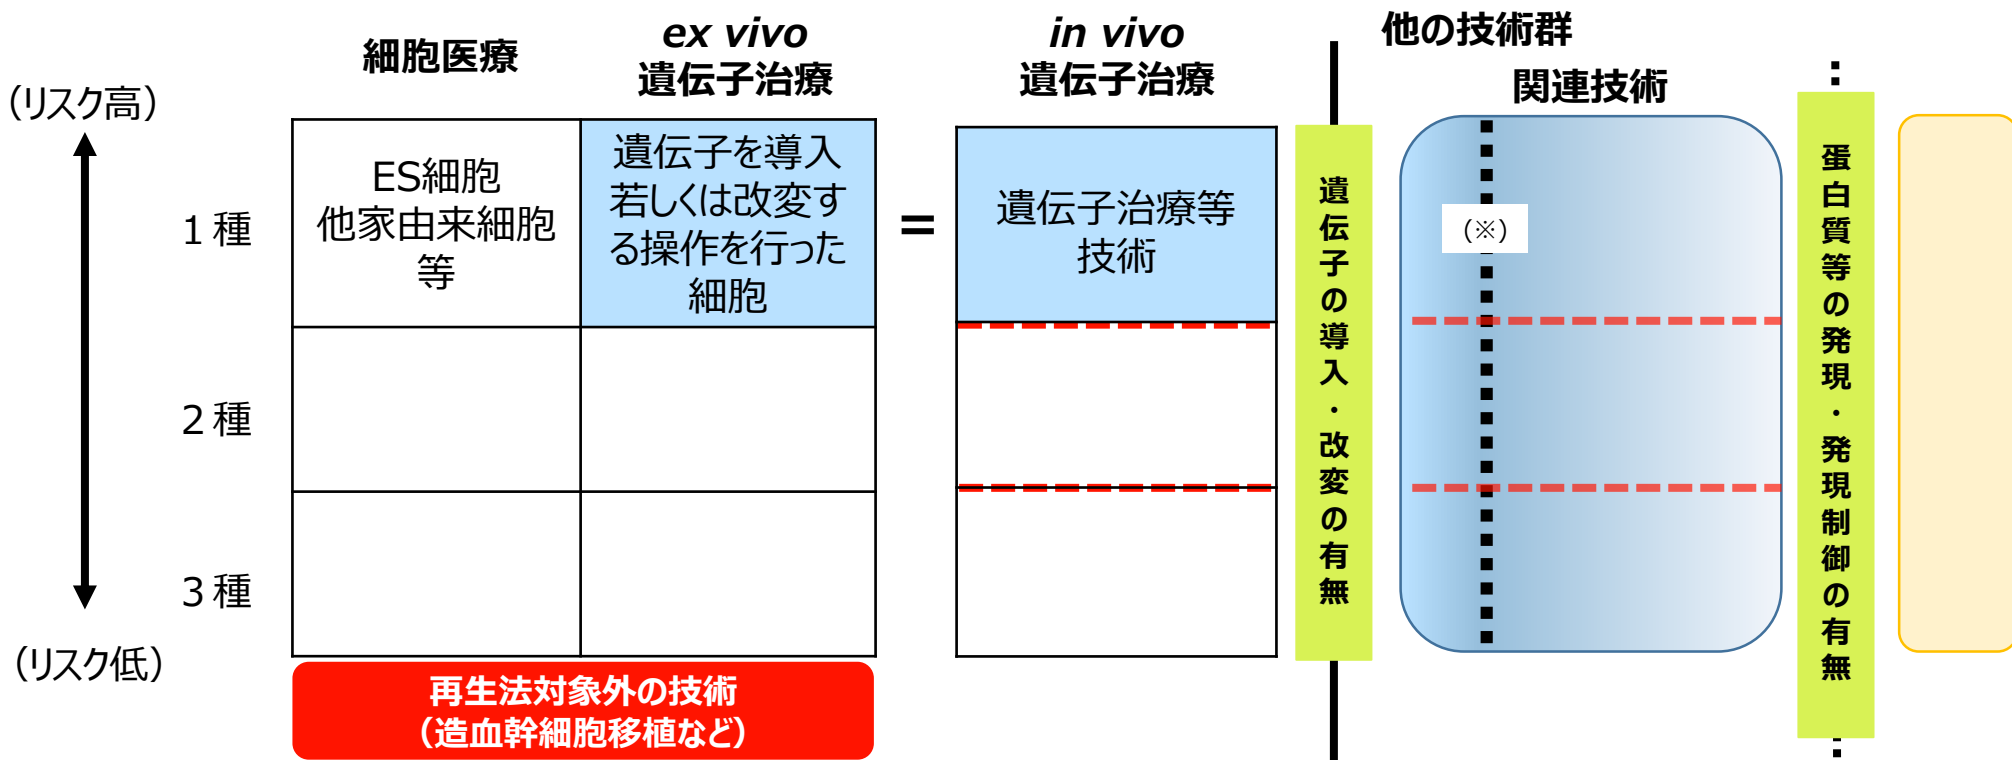 細胞医療
ex vivo
遺伝子治療
in vivo
遺伝子治療
他の技術群
関連技術
（リスク高）
１種
２種
３種
（リスク低）
ES細胞
他家由来細胞
等
遺伝子を導入
若しくは改変す
る操作を行った
細胞
＝
遺伝子治療等
技術
遺伝子の導入・改変の有無
（※）
蛋白質等の発現・発現制御の有無
再生法対象外の技術
（造血幹細胞移植など）